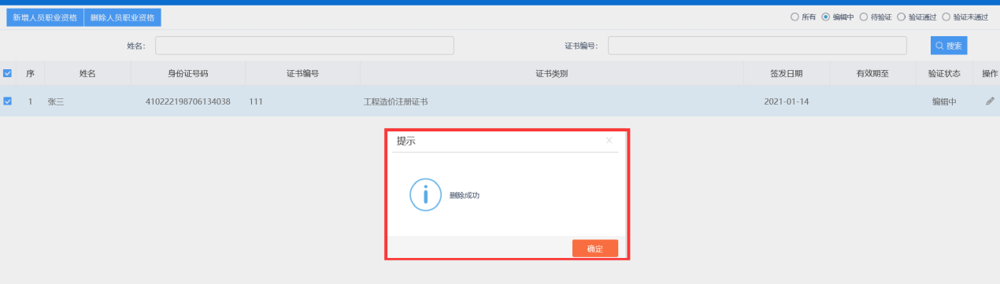 新增人员职业资格 删除人员职业资格 所有 编辑中 待验证 验证通过 验证未通过
姓名: 证书编号: 搜索
序 姓名 身份证号码 证书编号 证书类别 签发日期 有效期至 验证状态 操作
1 张三 410222198706134038 111 工程造价注册证书 2021-01-14 编辑中
提示
删除成功
确定